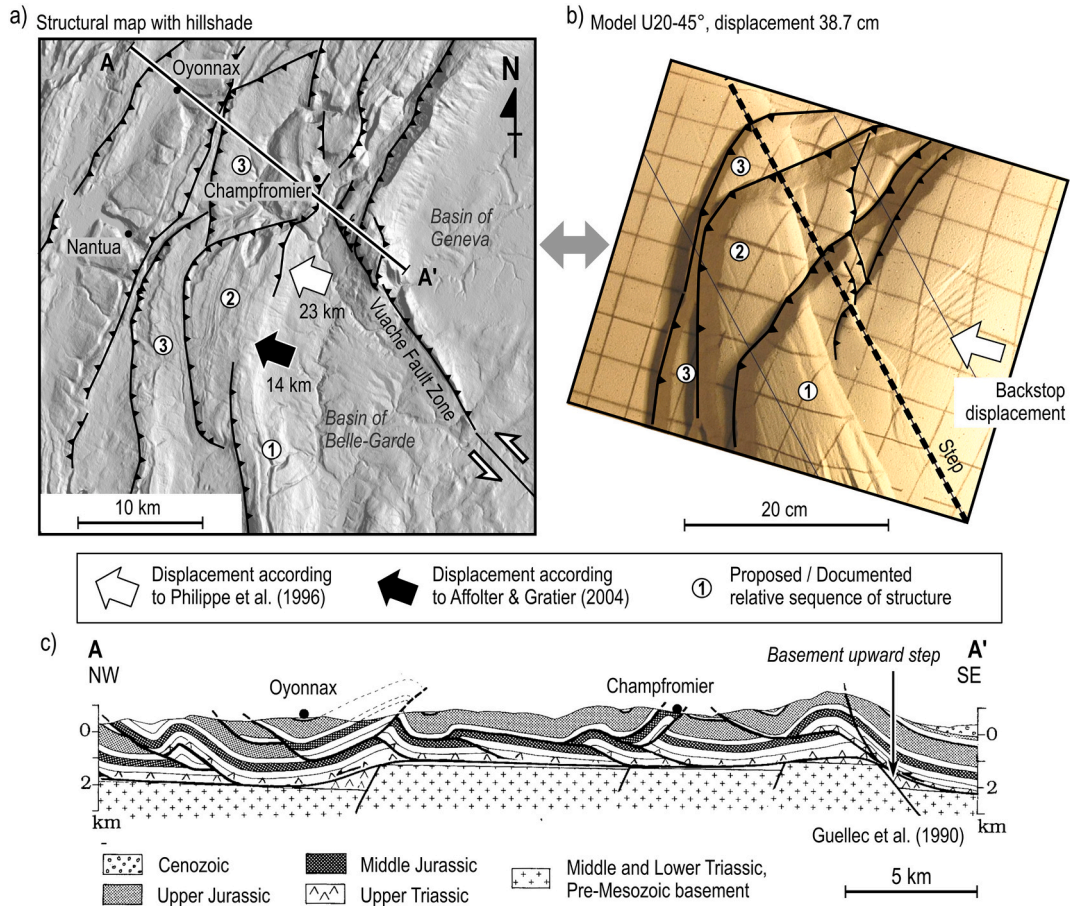 a) Structural map with hillshade
A
Oyonnax
N
3
Champfromier
Nantua
Basin of
Geneva
A'
2
23 km
3
14 km
Vuache Fault Zone
Basin of
Belle-Garde
1
10 km
b) Model U20-45°, displacement 38.7 cm
3
2
3
1
Backstop
displacement
Step
20 cm
Displacement according
to Philippe et al. (1996)
Displacement according
to Affolter & Gratier (2004)
1
Proposed / Documented
relative sequence of structure
c)
A
NW
Oyonnax
Champfromier
Basement upward step
A'
SE
0
2
km
0
2
km
Guellec et al. (1990)
Cenozoic
Upper Jurassic
Middle Jurassic
Upper Triassic
Middle and Lower Triassic,
Pre-Mesozoic basement
5 km